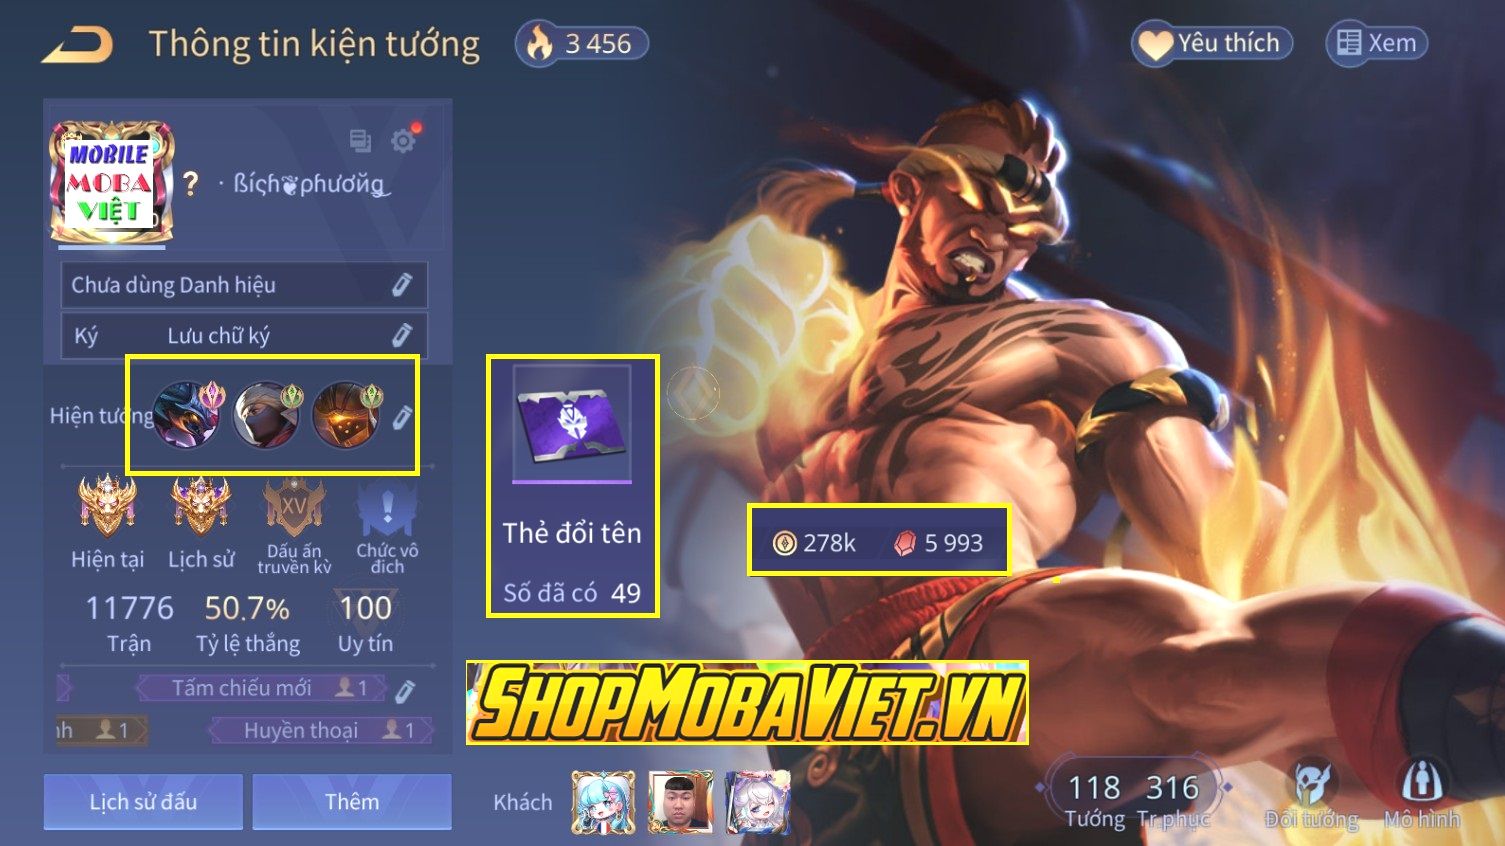 Thông tin kiện tướng
3 456
Yêu thích
Xem
MOBILE
MOBA
VIỆT
? · ßíçh❦ρhươñg
Chưa dùng Danh hiệu
Ký
Lưu chữ ký
Hiện tướng
XV
Hiện tại
Lịch sử
Dấu ấn
truyền kỳ
Chức vô
địch
11776
50.7%
100
Trận
Tỷ lệ thắng
Uy tín
Tấm chiếu mới 1
nh 1
Huyền thoại 1
Lịch sử đấu
Thêm
Thẻ đổi tên
Số đã có 49
278k
5 993
SHOPMOBAVIET.VN
Khách
118
316
Tướng
Tr.phục
Đổi tướng
Mô hình